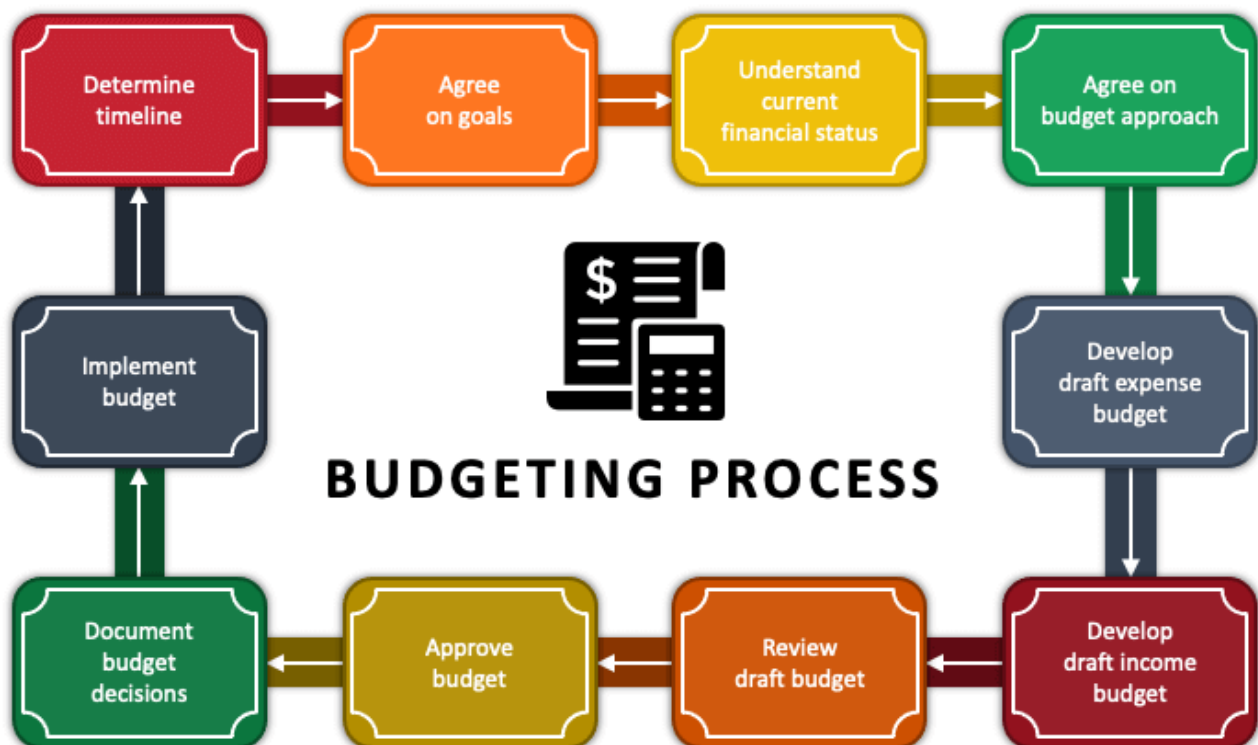 Determine
timeline
Agree
on goals
Understand
current
financial status
Agree on
budget approach
Develop
draft expense
budget
Develop
draft income
budget
Review
draft budget
Approve
budget
Document
budget
decisions
Implement
budget
$
BUDGETING PROCESS